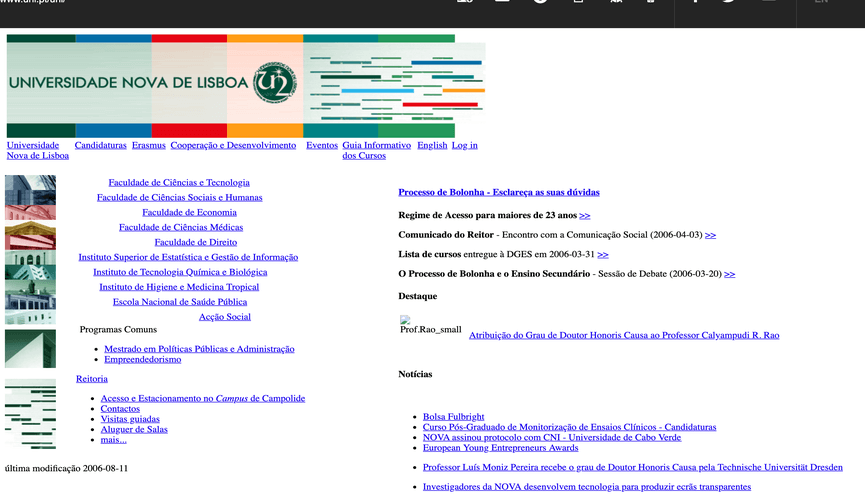 UNIVERSIDADE NOVA DE LISBOA
Universidade Nova de Lisboa
Candidaturas
Erasmus
Cooperação e Desenvolvimento
Eventos
Guia Informativo dos Cursos
English
Log in
Faculdade de Ciências e Tecnologia
Faculdade de Ciências Sociais e Humanas
Faculdade de Economia
Faculdade de Ciências Médicas
Faculdade de Direito
Instituto Superior de Estatística e Gestão de Informação
Instituto de Tecnologia Química e Biológica
Instituto de Higiene e Medicina Tropical
Escola Nacional de Saúde Pública
Acção Social
Programas Comuns
Mestrado em Políticas Públicas e Administração
Empreendedorismo
Reitoria
Acesso e Estacionamento no Campus de Campolide
Contactos
Visitas guiadas
Aluguer de Salas
mais...
última modificação 2006-08-11
Processo de Bolonha - Esclareça as suas dúvidas
Regime de Acesso para maiores de 23 anos >>
Comunicado do Reitor - Encontro com a Comunicação Social (2006-04-03) >>
Lista de cursos entregue à DGES em 2006-03-31 >>
O Processo de Bolonha e o Ensino Secundário - Sessão de Debate (2006-03-20) >>
Destaque
Prof.Rao_small
Atribuição do Grau de Doutor Honoris Causa ao Professor Calyampudi R. Rao
Notícias
Bolsa Fulbright
Curso Pós-Graduado de Monitorização de Ensaios Clínicos - Candidaturas
NOVA assinou protocolo com CNI - Universidade de Cabo Verde
European Young Entrepreneurs Awards
Professor Luís Moniz Pereira recebe o grau de Doutor Honoris Causa pela Technische Universität Dresden
Investigadores da NOVA desenvolvem tecnologia para produzir ecrãs transparentes